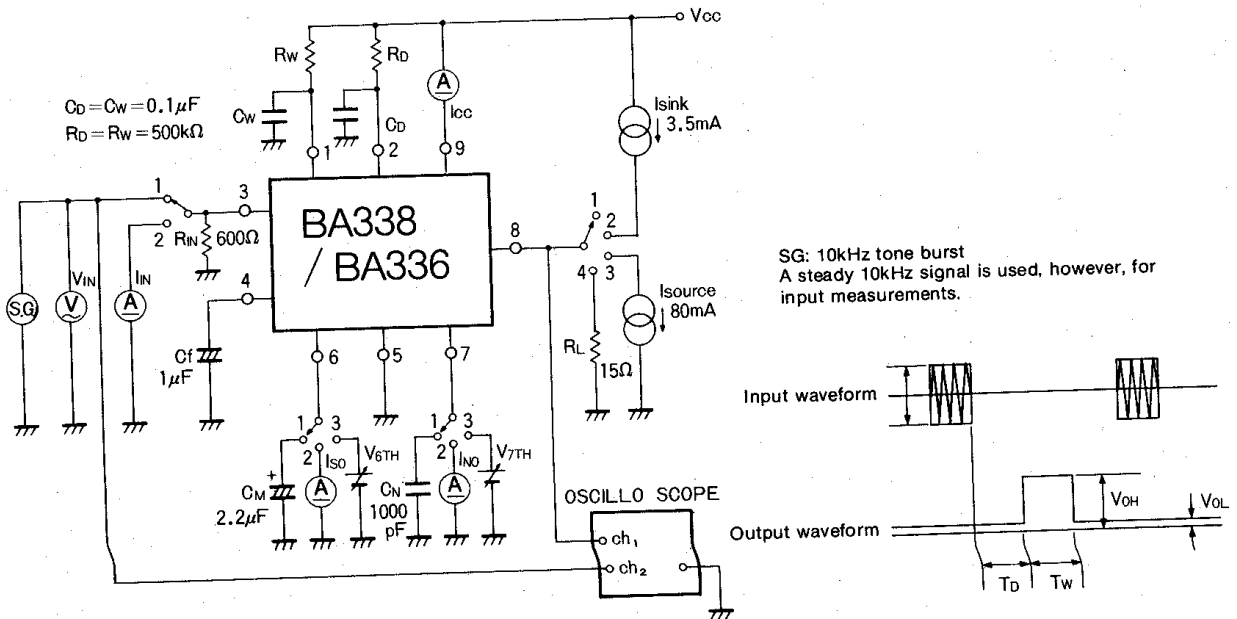 Vcc
RW
RD
A
Icc
CD=CW=0.1μF
RD=RW=500kΩ
CW
CD
Isink
3.5mA
1
2
9
1
3
2
RIN
600Ω
BA338
/ BA336
8
1
2
3
4
4
SG: 10kHz tone burst
A steady 10kHz signal is used, however, for
input measurements.
S.G.
V
VIN
IIN
A
Isource
80mA
Cf
1μF
6
5
7
RL
15Ω
Input waveform
1
3
2
ISO
V6TH
1
3
2
INO
V7TH
CM
+
2.2μF
A
CN
1000
pF
A
OSCILLO SCOPE
ch1
ch2
Output waveform
VOH
VOL
TD
TW